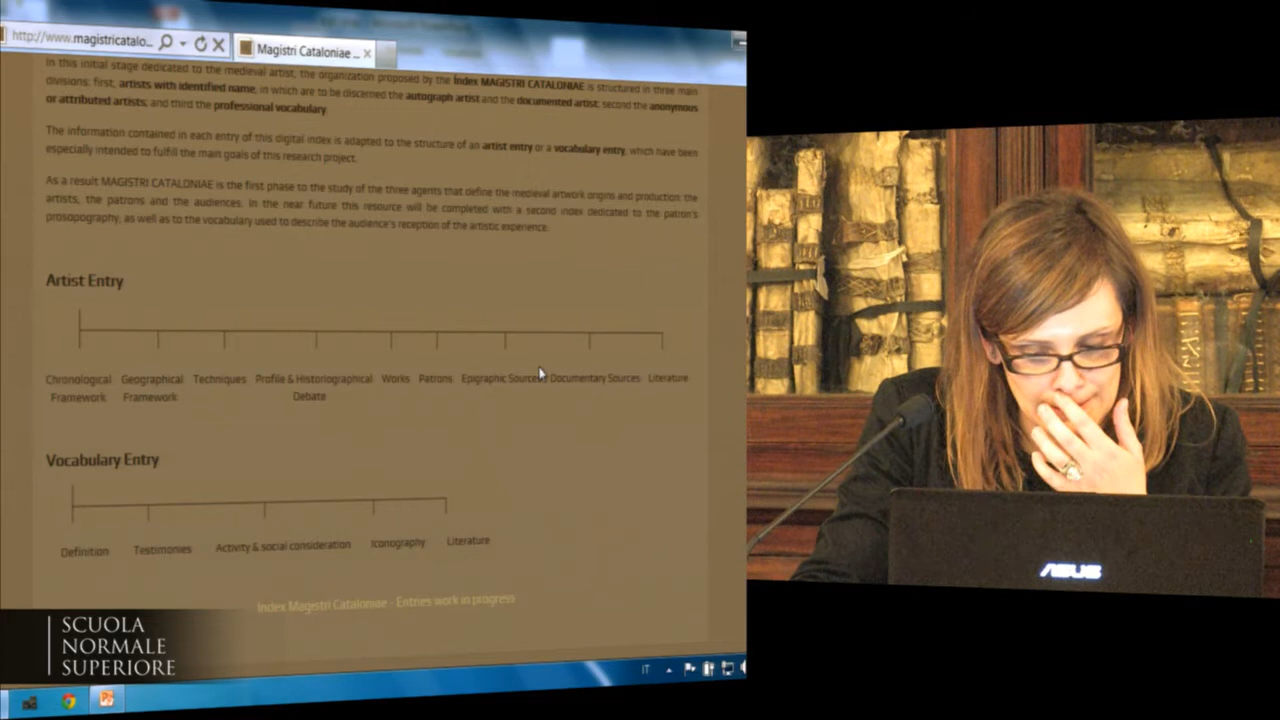 http://www.magistricatalo...
Magistri Cataloniae ...
In this initial stage dedicated to the medieval artist, the organization proposed by the Index MAGISTRI CATALONIAE is structured in three main
divisions: first, artists with identified name, in which are to be discerned the autograph artist and the documented artist; second the anonymous
or attributed artists; and third the professional vocabulary.
The information contained in each entry of this digital index is adapted to the structure of an artist entry or a vocabulary entry, which have been
especially intended to fulfill the main goals of this research project.
As a result MAGISTRI CATALONIAE is the first phase to the study of the three agents that define the medieval artwork origins and production: the
artists, the patrons and the audiences. In the near future this resource will be completed with a second index dedicated to the patron's
prosopography, as well as to the vocabulary used to describe the audience's reception of the artistic experience.
Artist Entry
Chronological Geographical Techniques Profile & Historiographical Works Patrons Epigraphic Sources Documentary Sources Literature
Framework Framework Debate
Vocabulary Entry
Definition Testimonies Activity & social consideration Iconography Literature
Index Magistri Cataloniae - Entries work in progress
SCUOLA
NORMALE
SUPERIORE
IT
ASUS